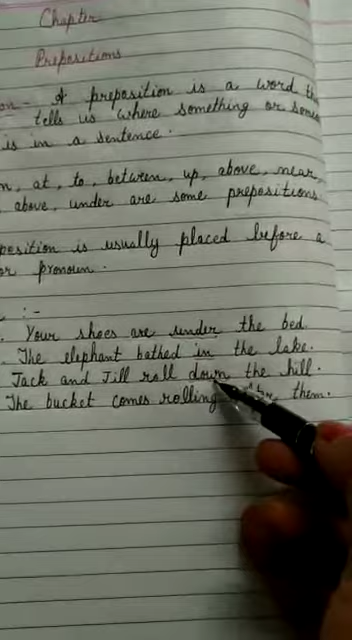 Chapter
Prepositions
A preposition is a word
tells us where something or
is in a sentence.
at, to, between, up, above, near,
above, under are some prepositions
is usually placed before a
or pronoun.
:-
Your shoes are under the bed.
The elephant bathed in the lake.
Jack and Jill roll down the hill.
The bucket comes rolling them.